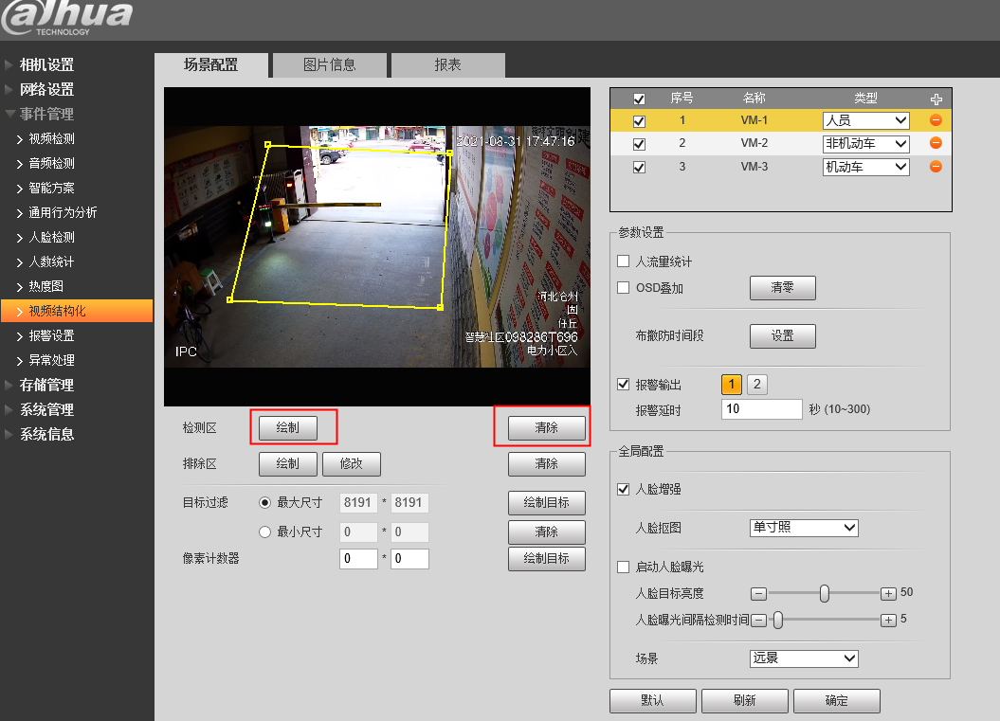 alhua
TECHNOLOGY
相机设置
网络设置
事件管理
视频检测
音频检测
智能方案
通用行为分析
人脸检测
人数统计
热度图
视频结构化
报警设置
异常处理
存储管理
系统管理
系统信息
场景配置 图片信息 报表
2021-08-31 17:47:16
河北沧州
固
任丘
智慧社区098286T696
电力小区入
IPC
检测区 绘制 清除
排除区 绘制 修改 清除
目标过滤 最大尺寸 8191 * 8191 绘制目标
最小尺寸 0 * 0 清除
像素计数器 0 * 0 绘制目标
序号 名称 类型
1 VM-1 人员
2 VM-2 非机动车
3 VM-3 机动车
参数设置
人流量统计
OSD叠加 清零
布撤防时间段 设置
报警输出 1 2
报警延时 10 秒 (10~300)
全局配置
人脸增强
人脸抠图 单寸照
启动人脸曝光
人脸目标亮度 50
人脸曝光间隔检测时间 5
场景 远景
默认 刷新 确定